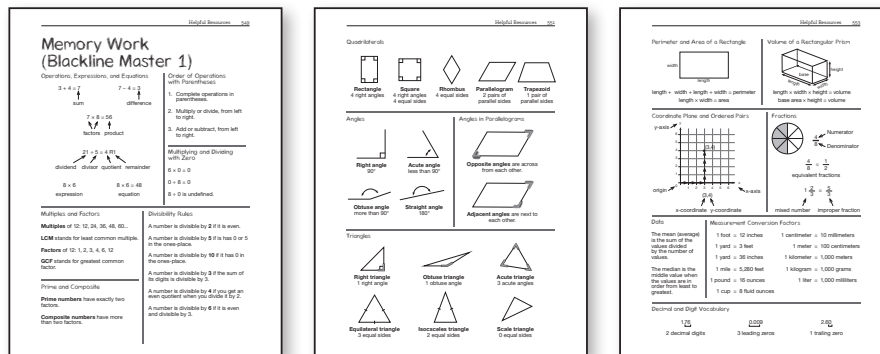 Helpful Resources 549
Memory Work
(Blackline Master 1)
Operations, Expressions, and Equations
3 + 4 = 7
7 – 4 = 3
sum
difference
7 × 8 = 56
factors product
21 ÷ 5 = 4 R1
dividend divisor quotient remainder
8 × 6
8 × 6 = 48
expression
equation
Order of Operations
with Parentheses
1. Complete operations in
parentheses.
2. Multiply or divide, from left
to right.
3. Add or subtract, from left
to right.
Multiplying and Dividing
with Zero
6 × 0 = 0
0 ÷ 8 = 0
8 ÷ 0 is undefined.
Multiples and Factors
Multiples of 12: 12, 24, 36, 48, 60...
LCM stands for least common multiple.
Factors of 12: 1, 2, 3, 4, 6, 12
GCF stands for greatest common
factor.
Prime and Composite
Prime numbers have exactly two
factors.
Composite numbers have more
than two factors.
Divisibility Rules
A number is divisible by 2 if it is even.
A number is divisible by 5 if is has 0 or 5
in the ones-place.
A number is divisible by 10 if it has 0 in
the ones-place.
A number is divisible by 3 if the sum of
its digits is divisible by 3.
A number is divisible by 4 if you get an
even quotient when you divide it by 2.
A number is divisible by 6 if it is even
and divisible by 3.
Helpful Resources 551
Quadrilaterals
Rectangle
4 right angles
Square
4 right angles
4 equal sides
Rhombus
4 equal sides
Parallelogram
2 pairs of
parallel sides
Trapezoid
1 pair of
parallel sides
Angles
Right angle
90°
Acute angle
less than 90°
Obtuse angle
more than 90°
Straight angle
180°
Angles in Parallelograms
Opposite angles are across
from each other.
Adjacent angles are next to
each other.
Triangles
Right triangle
1 right angle
Obtuse triangle
1 obtuse angle
Acute triangle
3 acute angles
Equilateral triangle
3 equal sides
Isoscseles triangle
2 equal sides
Scale triangle
0 equal sides
Helpful Resources 553
Perimeter and Area of a Rectangle
width
length
length + width + length + width = perimeter
length × width = area
Volume of a Rectangular Prism
height
base
length
width
length × width × height = volume
base area × height = volume
Coordinate Plane and Ordered Pairs
y-axis
(3,4)
origin
x-axis
(3,4)
x-coordinate y-coordinate
Fractions
4/8
Numerator
Denominator
4/8 = 1/2
equivalent fractions
1 2/3 = 5/3
mixed number improper fraction
Data
The mean (average)
is the sum of the
values divided
by the number of
values.
The median is the
middle value when
the values are in
order from least to
greatest.
Measurement Conversion Factors
1 foot = 12 inches
1 yard = 3 feet
1 yard = 36 inches
1 mile = 5,280 feet
1 pound = 16 ounces
1 cup = 8 fluid ounces
1 centimeter = 10 millimeters
1 meter = 100 centimeters
1 kilometer = 1,000 meters
1 kilogram = 1,000 grams
1 liter = 1,000 milliliters
Decimal and Digit Vocabulary
1.76
0.009
2.60
2 decimal digits
3 leading zeros
1 trailing zero